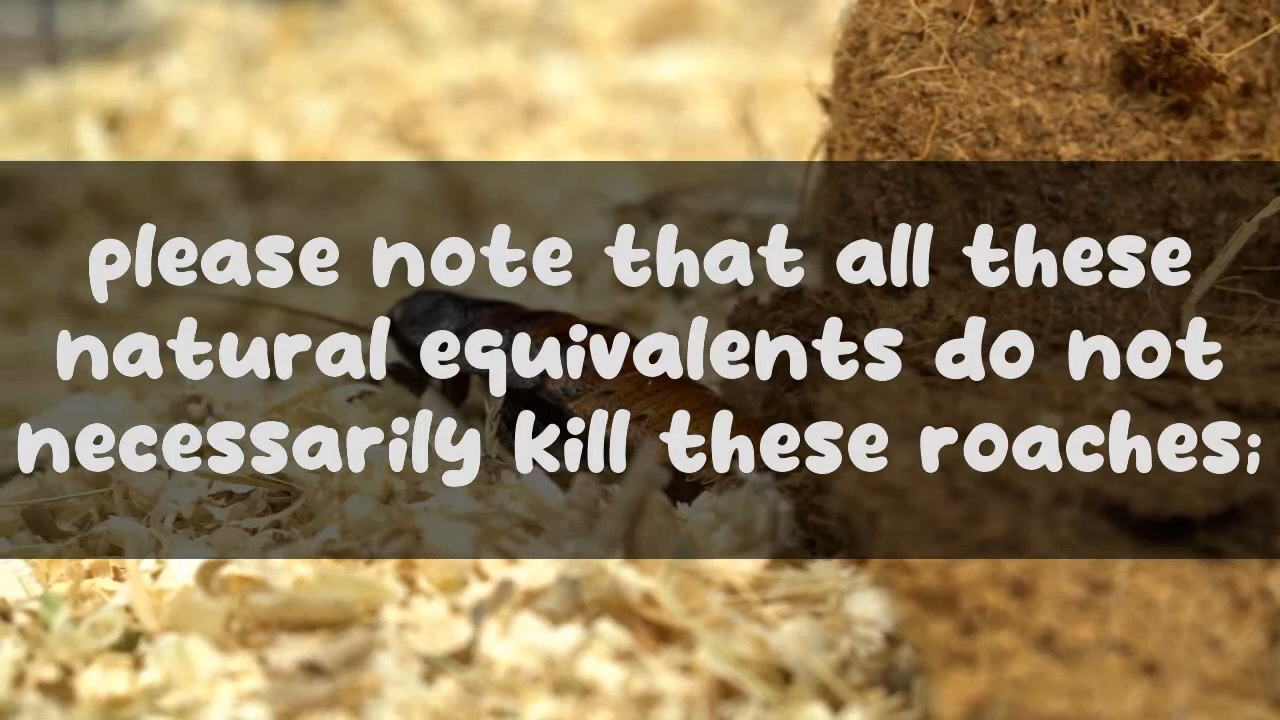 please note that all these
natural equivalents do not
necessarily kill these roaches;